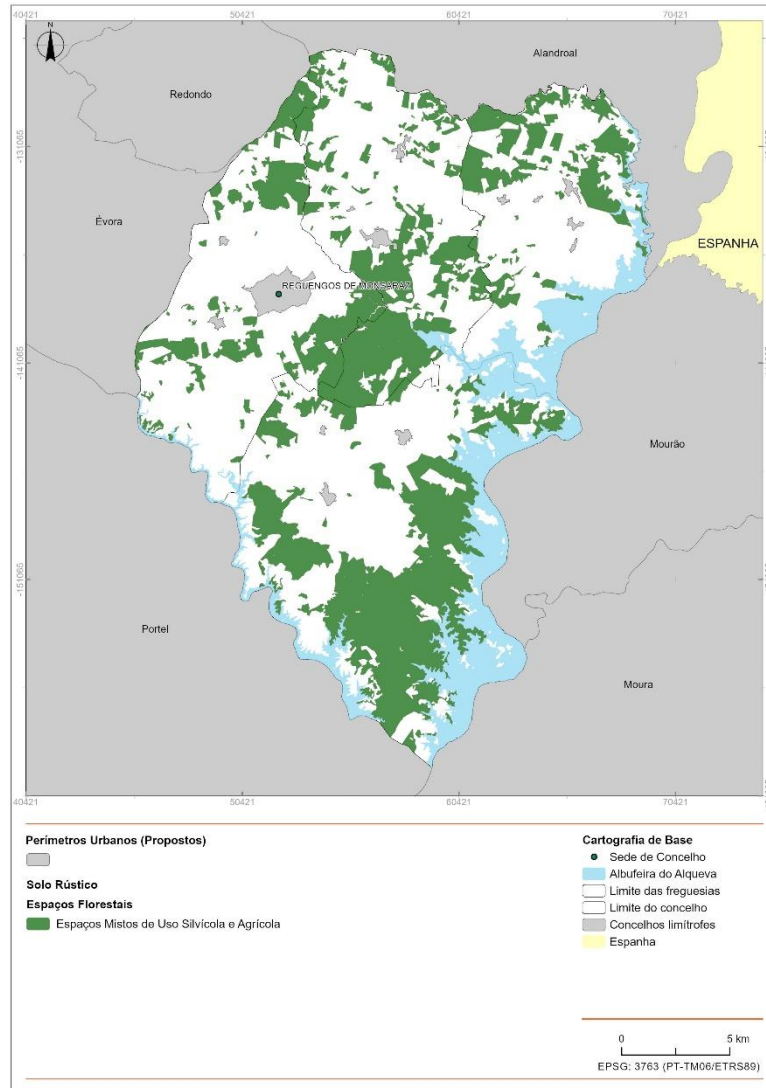 N
Alandroal
Redondo
Évora
ESPANHA
REGUENGOS DE MONSARAZ
Mourão
Portel
Moura
40421
50421
60421
70421
-131065
-141065
-151065
40421
50421
60421
70421
Perímetros Urbanos (Propostos)
Solo Rústico
Espaços Florestais
Espaços Mistos de Uso Silvícola e Agrícola
Cartografia de Base
Sede de Concelho
Albufeira do Alqueva
Limite das freguesias
Limite do concelho
Concelhos limítrofes
Espanha
0 5 km
EPSG: 3763 (PT-TM06/ETRS89)